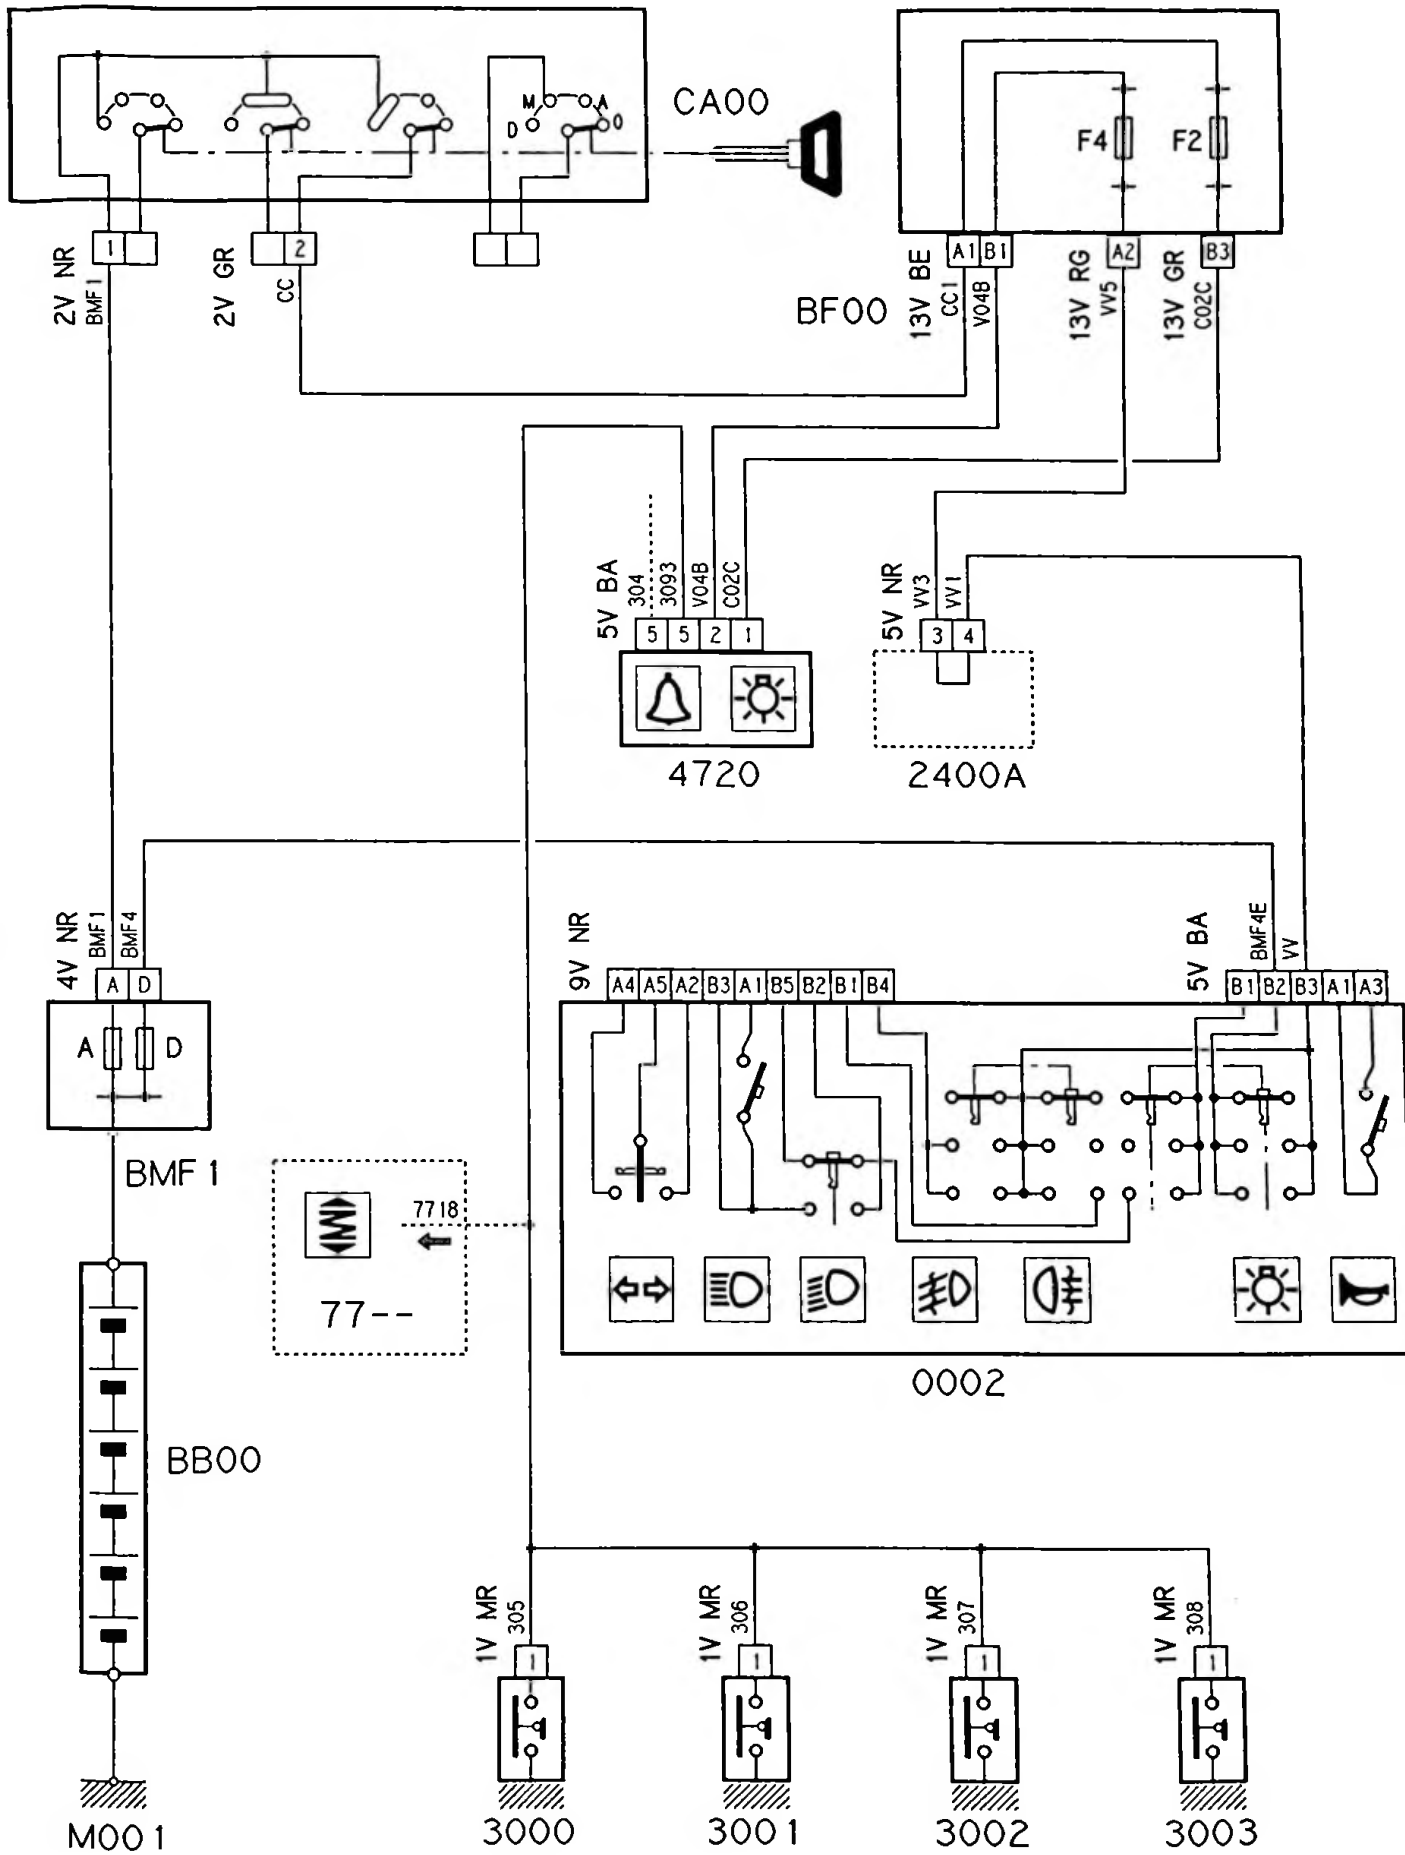 CA00
M A
D O
F4 F2
1
2
A1 B1 A2 B3
2V NR
BMF1
2V GR
CC
BF00
13V BE
CC1
V04B
13V RG
VV5
13V GR
C02C
5V BA
304
3093
V04B
C02C
5V NR
VV3
VV1
5 5 2 1
3 4
4720
2400A
4V NR
BMF1
BMF4
9V NR
5V BA
BMF4E
VV
A D
A4 A5 A2 B3 A1 B5 B2 B1 B4
B1 B2 B3 A1 A3
A D
BMF1
7718
77--
0002
BB00
1V MR
305
1V MR
306
1V MR
307
1V MR
308
1 1 1 1
M001
3000
3001
3002
3003